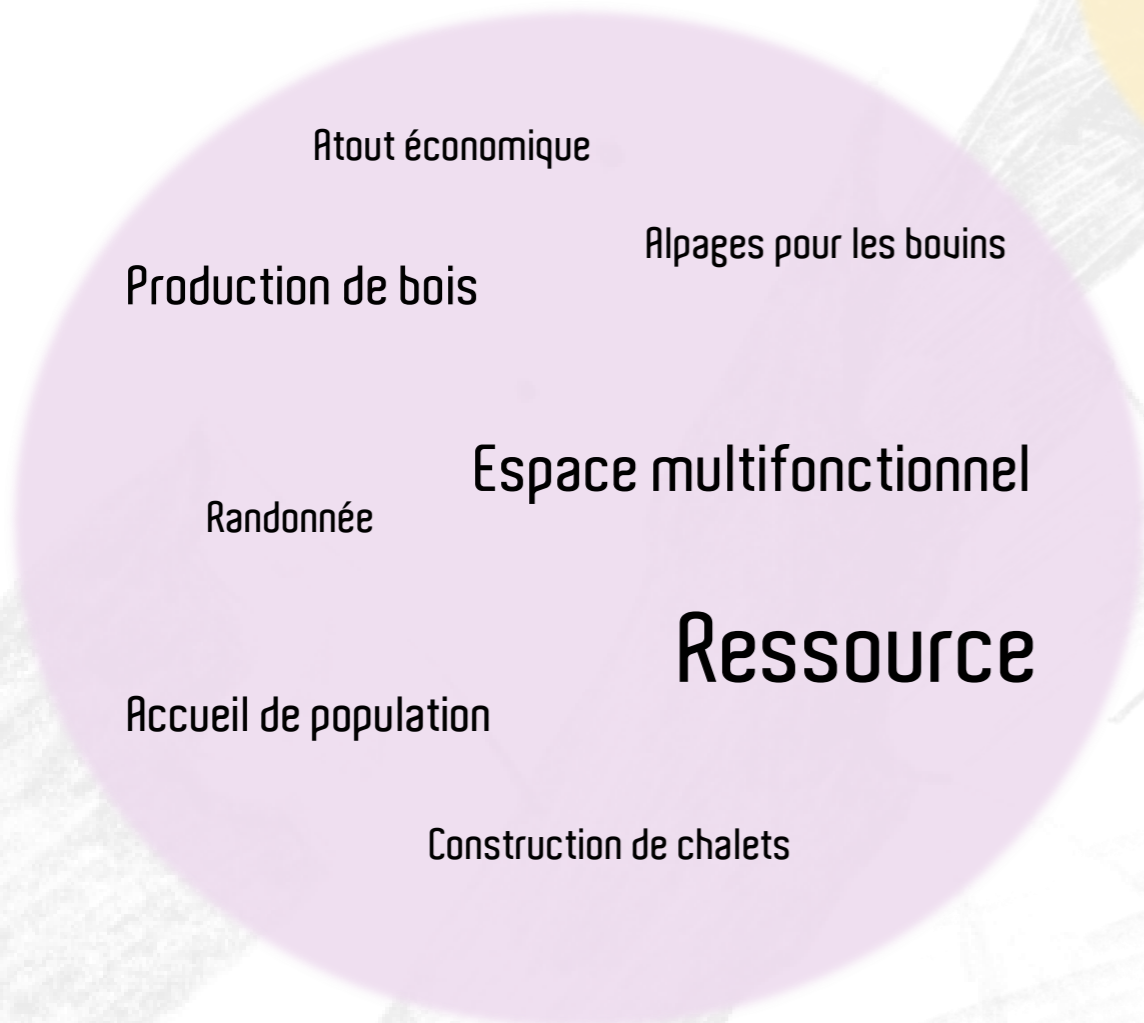 Atout économique
Alpages pour les bovins
Production de bois
Espace multifonctionnel
Randonnée
Ressource
Accueil de population
Construction de chalets